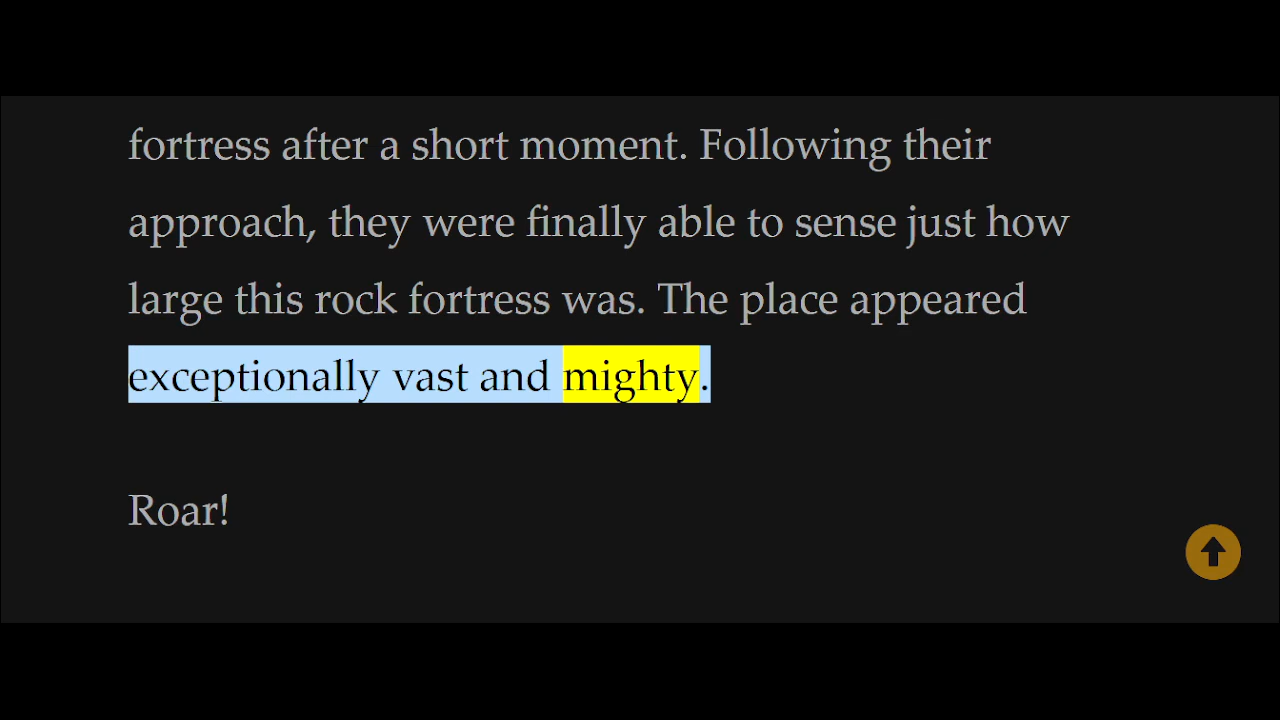 fortress after a short moment. Following their
approach, they were finally able to sense just how
large this rock fortress was. The place appeared
exceptionally vast and mighty.
Roar!